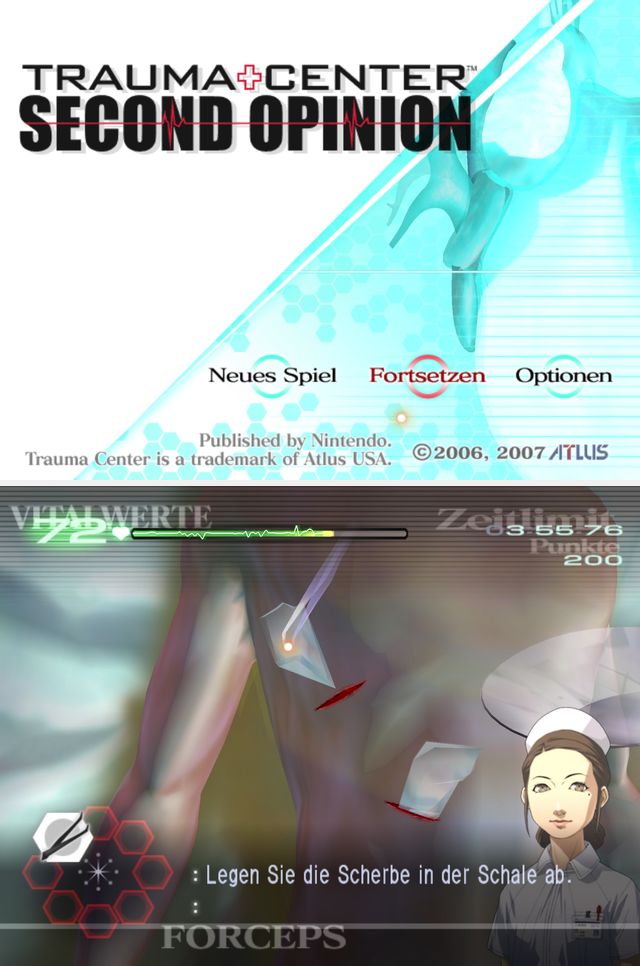 TRAUMA CENTER™
SECOND OPINION
Neues Spiel Fortsetzen Optionen
Published by Nintendo.
Trauma Center is a trademark of Atlus USA.
©2006, 2007 ATLUS
VITALWERTE
72
Zeitlimit
03 55 76
Punkte
200
: Legen Sie die Scherbe in der Schale ab.
:
FORCEPS